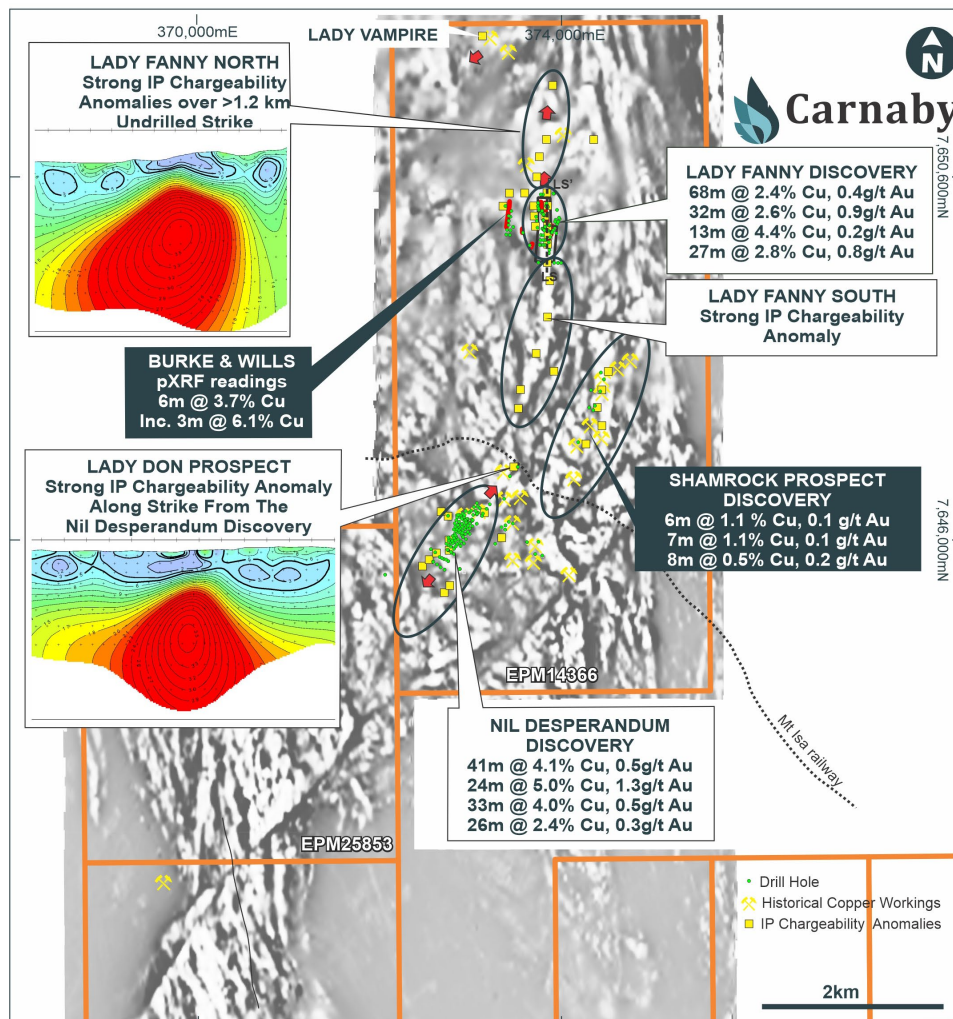 370,000mE
374,000mE
LADY VAMPIRE
N
Carnaby
LADY FANNY NORTH
Strong IP Chargeability
Anomalies over >1.2 km
Undrilled Strike
7,650,600mN
LS'
LADY FANNY DISCOVERY
68m @ 2.4% Cu, 0.4g/t Au
32m @ 2.6% Cu, 0.9g/t Au
13m @ 4.4% Cu, 0.2g/t Au
27m @ 2.8% Cu, 0.8g/t Au
LS
LADY FANNY SOUTH
Strong IP Chargeability
Anomaly
BURKE & WILLS
pXRF readings
6m @ 3.7% Cu
Inc. 3m @ 6.1% Cu
LADY DON PROSPECT
Strong IP Chargeability Anomaly
Along Strike From The
Nil Desperandum Discovery
SHAMROCK PROSPECT
DISCOVERY
6m @ 1.1 % Cu, 0.1 g/t Au
7m @ 1.1% Cu, 0.1 g/t Au
8m @ 0.5% Cu, 0.2 g/t Au
7,646,000mN
EPM14366
NIL DESPERANDUM
DISCOVERY
41m @ 4.1% Cu, 0.5g/t Au
24m @ 5.0% Cu, 1.3g/t Au
33m @ 4.0% Cu, 0.5g/t Au
26m @ 2.4% Cu, 0.3g/t Au
Mt Isa railway
EPM25853
Drill Hole
Historical Copper Workings
IP Chargeability Anomalies
2km